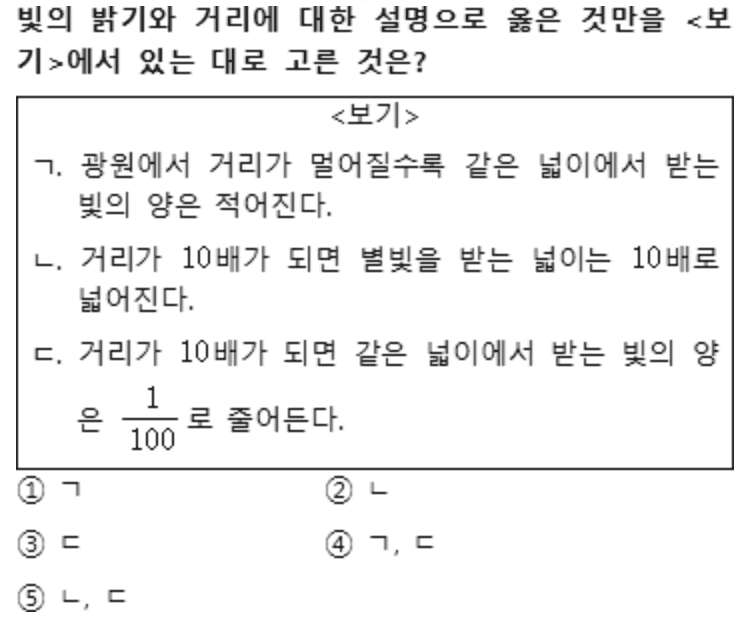 빛의 밝기와 거리에 대한 설명으로 옳은 것만을 <보
기>에서 있는 대로 고른 것은?
<보기>
ㄱ. 광원에서 거리가 멀어질수록 같은 넓이에서 받는
빛의 양은 적어진다.
ㄴ. 거리가 10배가 되면 별빛을 받는 넓이는 10배로
넓어진다.
ㄷ. 거리가 10배가 되면 같은 넓이에서 받는 빛의 양
은 1/100 로 줄어든다.
① ㄱ ② ㄴ
③ ㄷ ④ ㄱ, ㄷ
⑤ ㄴ, ㄷ